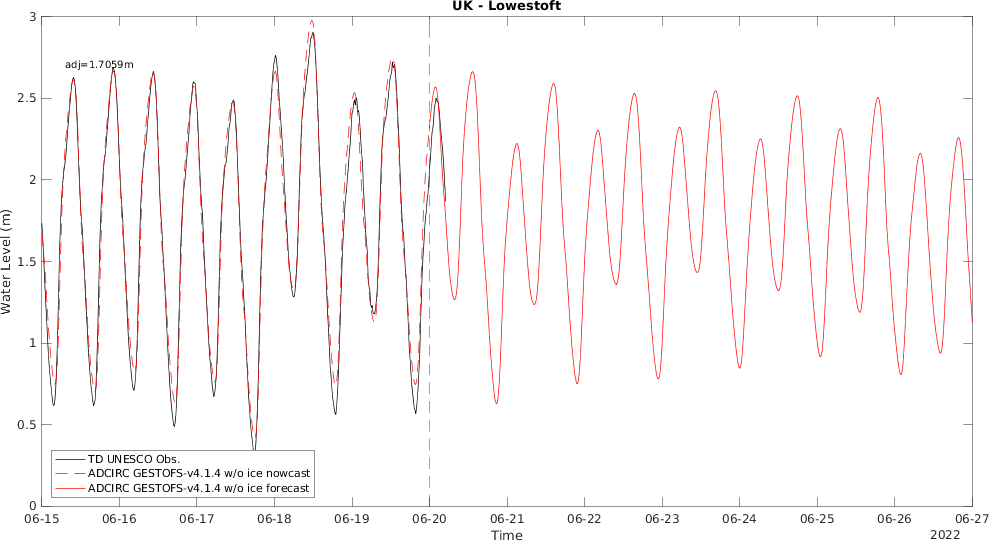 UK - Lowestoft
Water Level (m)
3
2.5
2
1.5
1
0.5
0
adj=1.7059m
TD UNESCO Obs.
ADCIRC GESTOFS-v4.1.4 w/o ice nowcast
ADCIRC GESTOFS-v4.1.4 w/o ice forecast
06-15 06-16 06-17 06-18 06-19 06-20 06-21 06-22 06-23 06-24 06-25 06-26 06-27
Time
2022